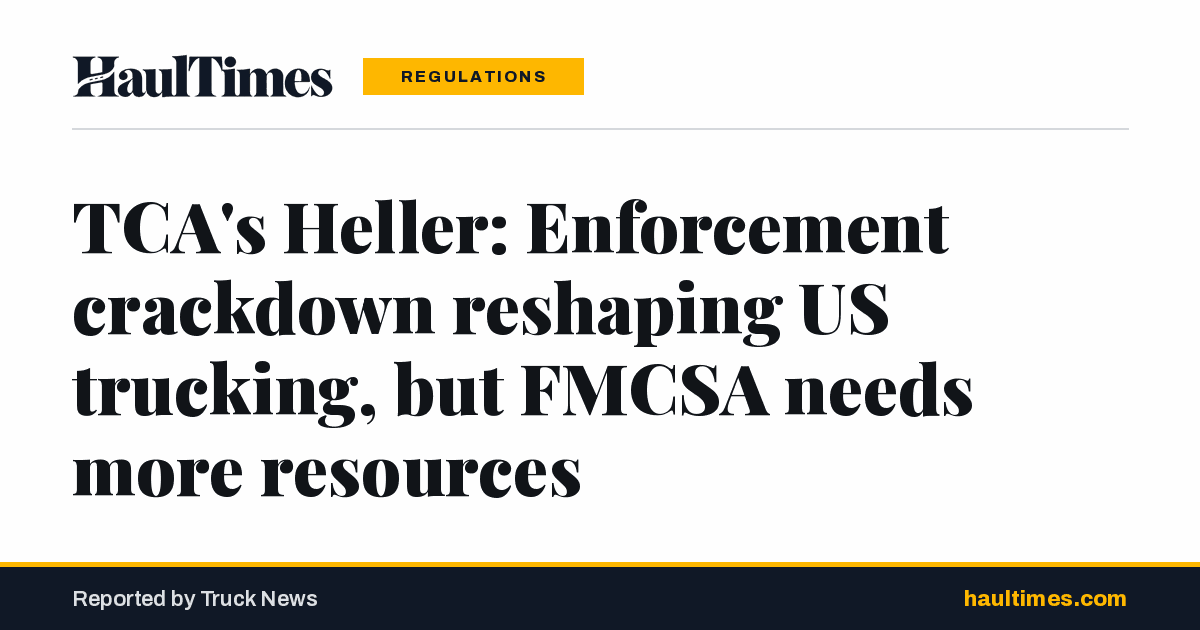 HaulTimes
REGULATIONS
TCA's Heller: Enforcement
crackdown reshaping US
trucking, but FMCSA needs
more resources
Reported by Truck News
haultimes.com